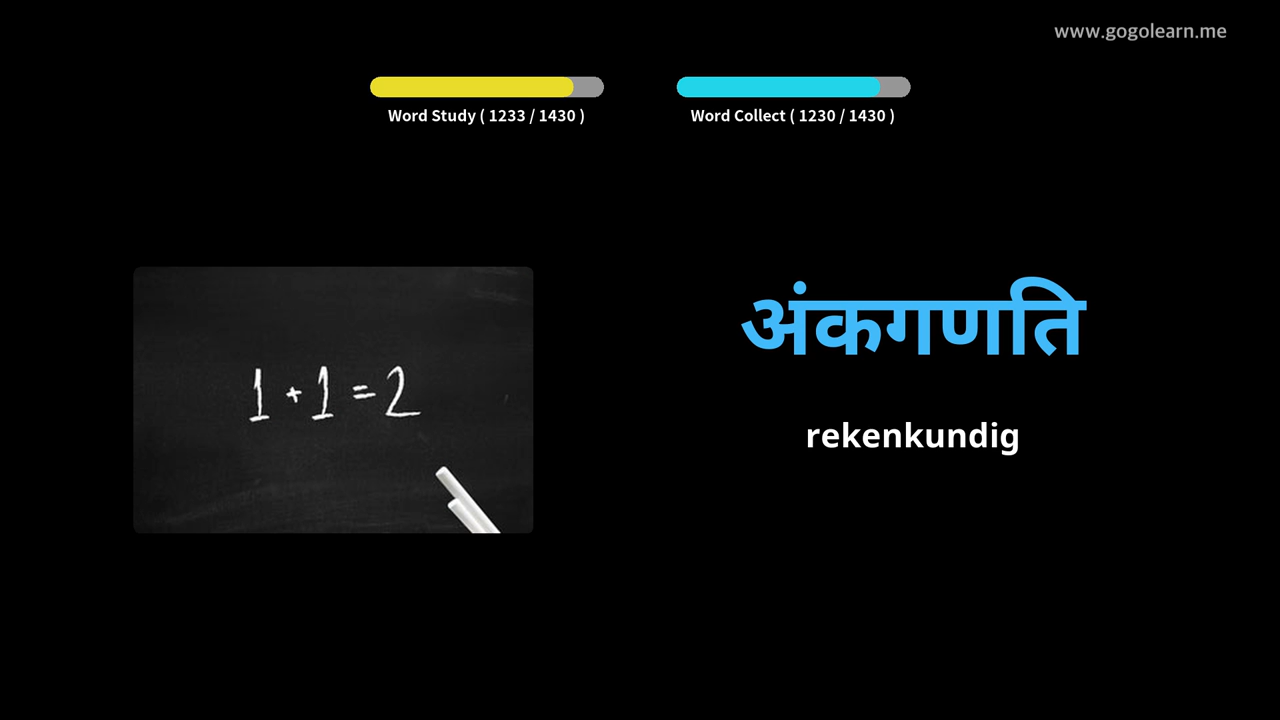 www.gogolearn.me
Word Study ( 1233 / 1430 )
Word Collect ( 1230 / 1430 )
1 + 1 = 2
अंकगणति
rekenkundig